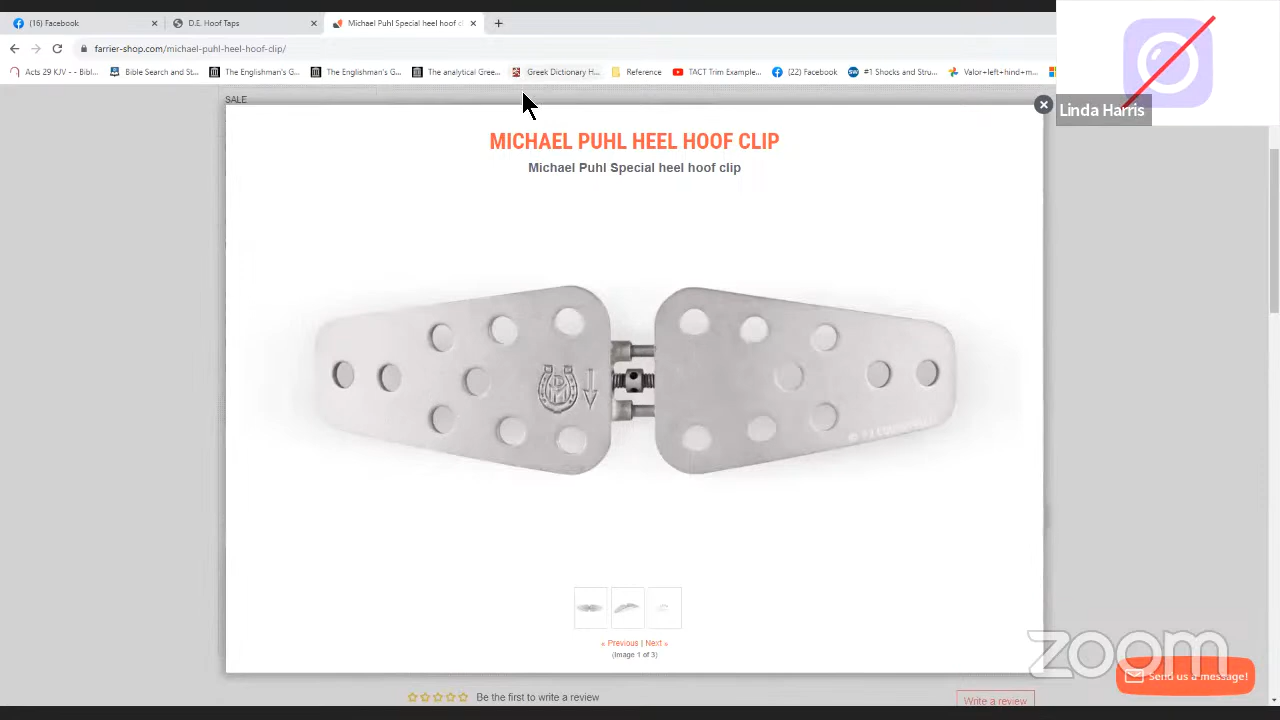 (16) Facebook
D.E. Hoof Taps
Michael Puhl Special heel hoof cl
farrier-shop.com/michael-puhl-heel-hoof-clip/
Acts 29 KJV - - Bibl...
Bible Search and St...
The Englishman's G...
The Englishman's G...
The analytical Gree...
Greek Dictionary H...
Reference
TACT Trim Example...
(22) Facebook
#1 Shocks and Stru...
Valor+left+hind+m...
Linda Harris
SALE
MICHAEL PUHL HEEL HOOF CLIP
Michael Puhl Special heel hoof clip
« Previous | Next »
(Image 1 of 3)
zoom
Send us a message!
Be the first to write a review
Write a review